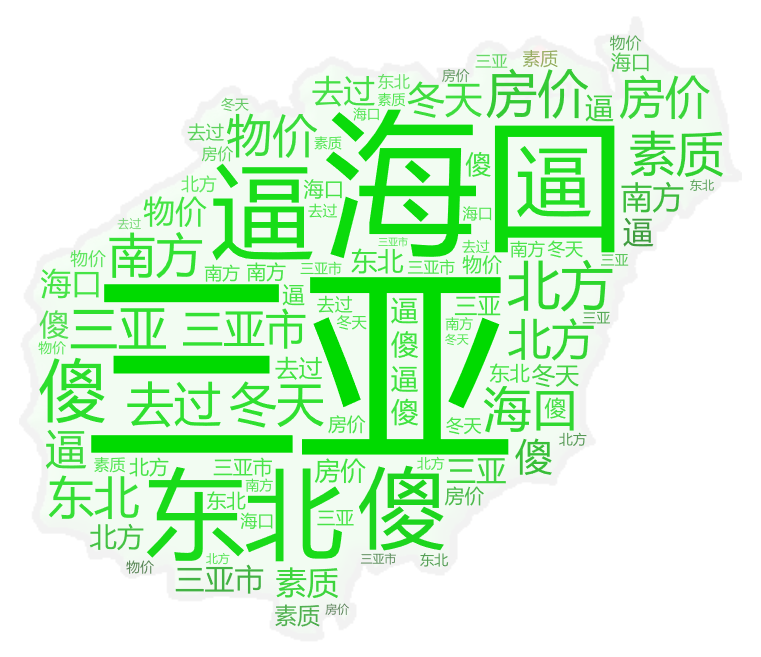 物价
三亚 素质 海口
房价
去过 东北 冬天 房价 房价
素质 逼
冬天 海口
去过 物价 海 口 逼 素质
素质
房价 傻
北方 逼 海口 南方 东北
物价 去过 海口 逼
去过
南方 三亚市 去过 南方 冬天
物价 东北 三亚市 物价 三亚
南方 南方 三亚市 北方
海口 三 亚 逼 去过 三亚
傻 三亚 三亚市 冬天 逼 南方 三亚
物价 傻 冬天 北方
去过 逼 东北 冬天
傻 去过 冬天 傻 海口 傻
房价 冬天
逼 傻 北方
素质 北方 三亚市 房价 北方 三亚
东北 东北 东北 南方 傻 房价
海口 三亚
北方
物价 北方 三亚市 东北
三亚市 素质
素质 房价